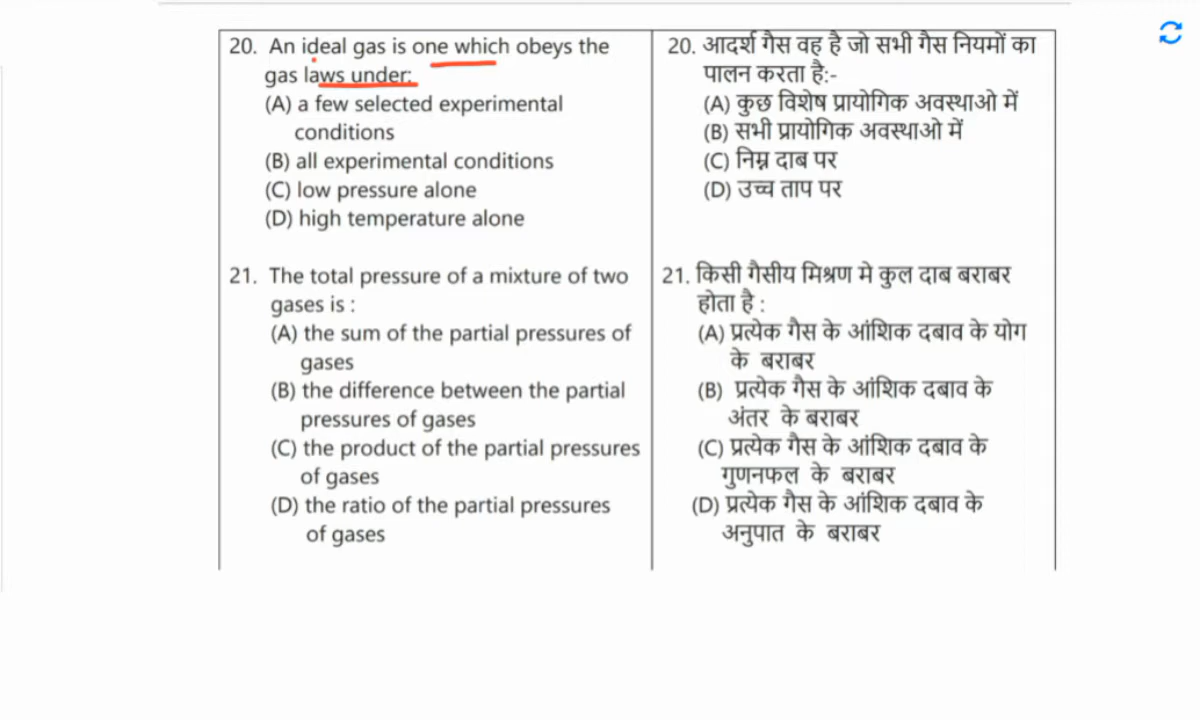 20. An ideal gas is one which obeys the
gas laws under:
(A) a few selected experimental
conditions
(B) all experimental conditions
(C) low pressure alone
(D) high temperature alone
21. The total pressure of a mixture of two
gases is :
(A) the sum of the partial pressures of
gases
(B) the difference between the partial
pressures of gases
(C) the product of the partial pressures
of gases
(D) the ratio of the partial pressures
of gases
20. आदर्श गैस वह है जो सभी गैस नियमों का
पालन करता है:-
(A) कुछ विशेष प्रायोगिक अवस्थाओ में
(B) सभी प्रायोगिक अवस्थाओ में
(C) निम्न दाब पर
(D) उच्च ताप पर
21. किसी गैसीय मिश्रण मे कुल दाब बराबर
होता है :
(A) प्रत्येक गैस के आंशिक दबाव के योग
के बराबर
(B) प्रत्येक गैस के आंशिक दबाव के
अंतर के बराबर
(C) प्रत्येक गैस के आंशिक दबाव के
गुणनफल के बराबर
(D) प्रत्येक गैस के आंशिक दबाव के
अनुपात के बराबर